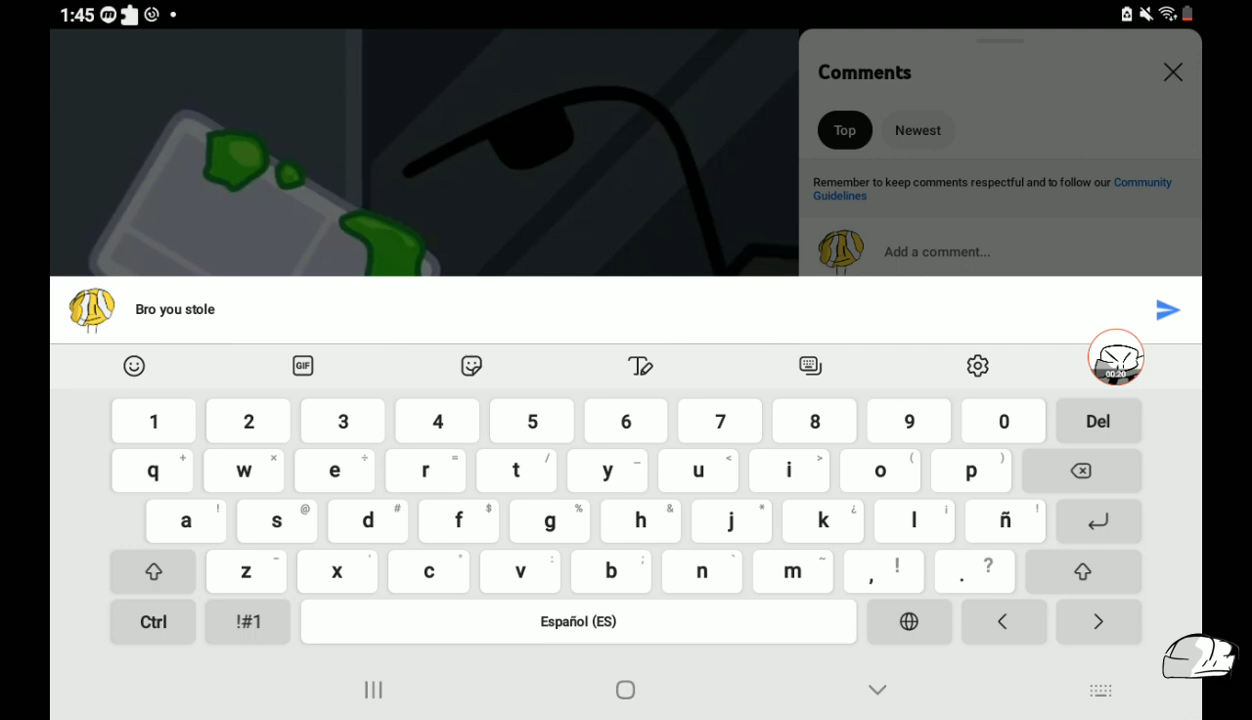 1:45
Comments
Top Newest
Remember to keep comments respectful and to follow our Community
Guidelines
Add a comment...
Bro you stole
GIF
00:20
1 2 3 4 5 6 7 8 9 0 Del
q + w × e ÷ r = t / y _ u < i > o ( p )
a ! s @ d # f $ g % h & j * k ¿ l ¡ ñ !
z - x ' c " v : b ; n ` m ~ , ! . ?
Ctrl !#1 Español (ES) < >